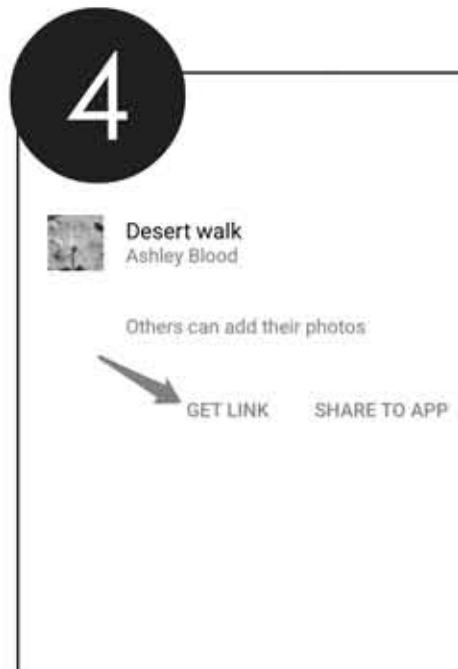 4
Desert walk
Ashley Blood
Others can add their photos
GET LINK SHARE TO APP